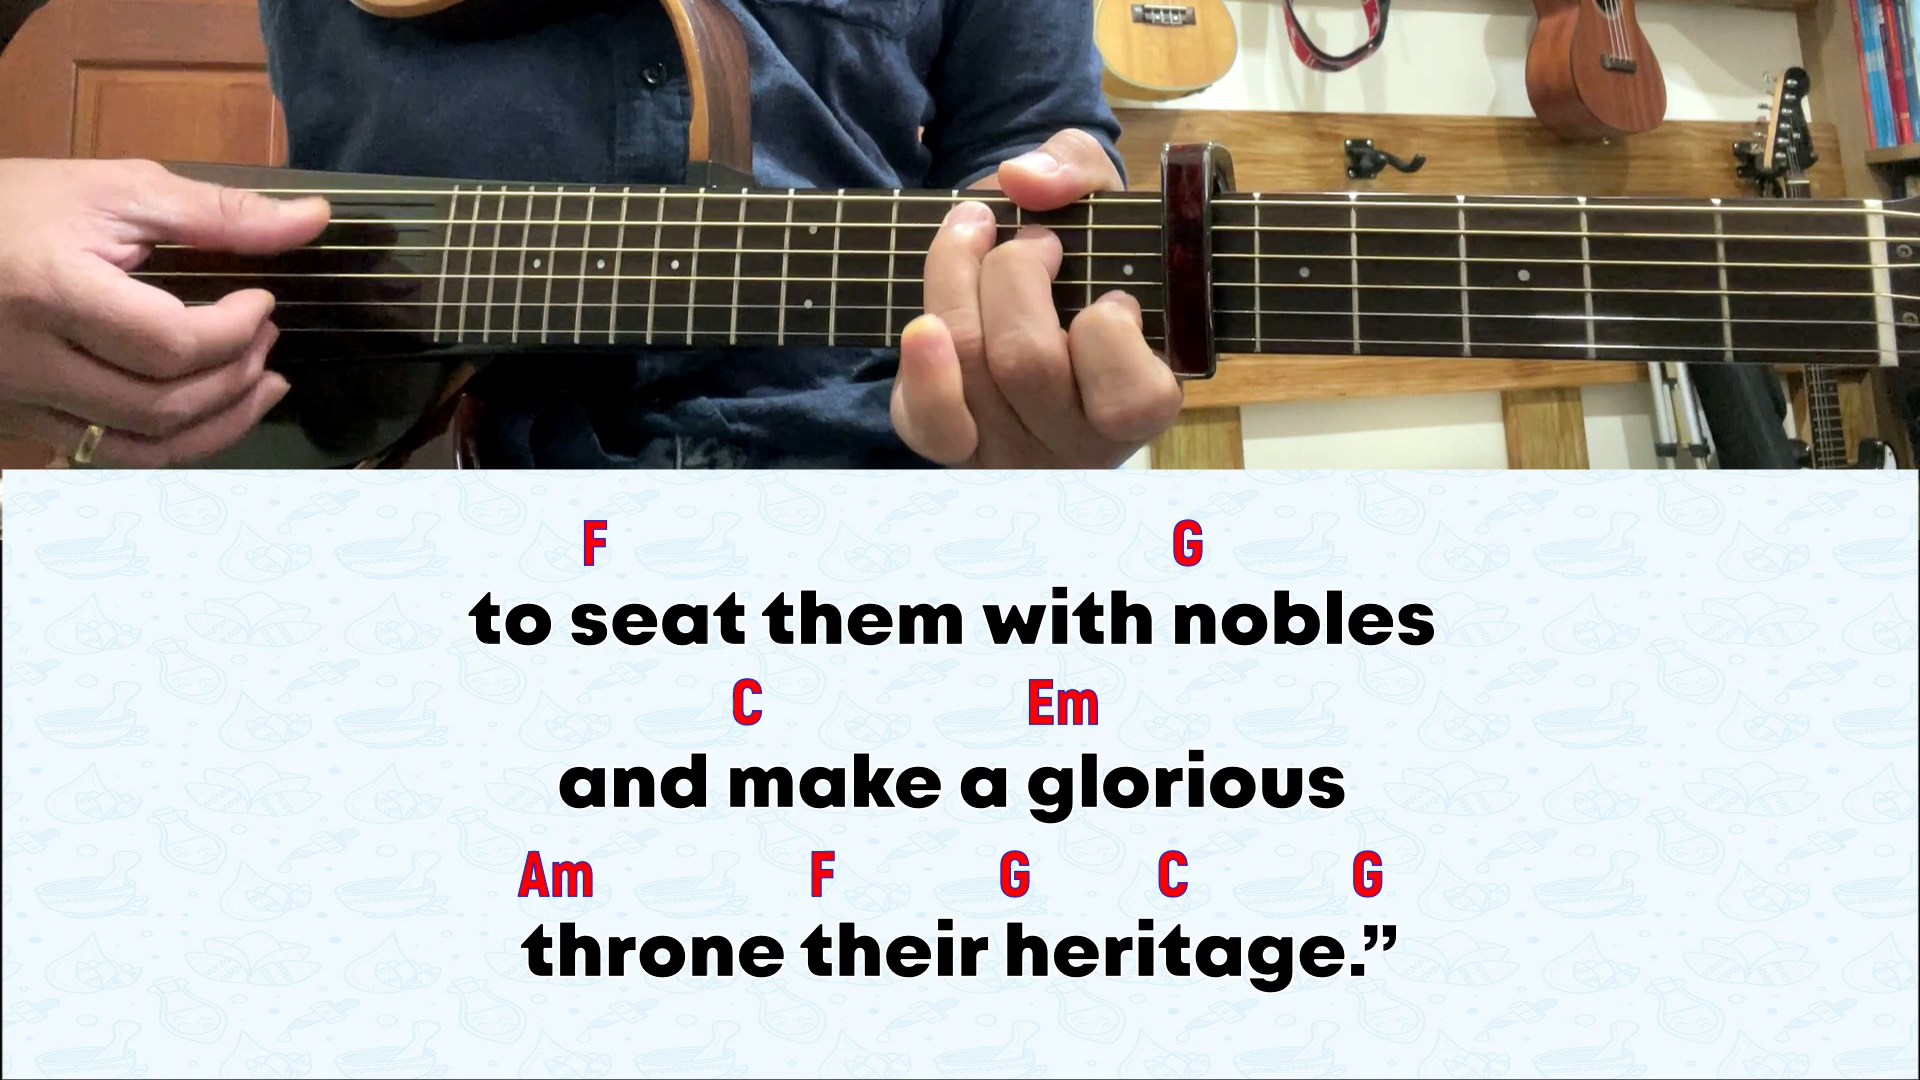 F G
to seat them with nobles
C Em
and make a glorious
Am F G C G
throne their heritage.”